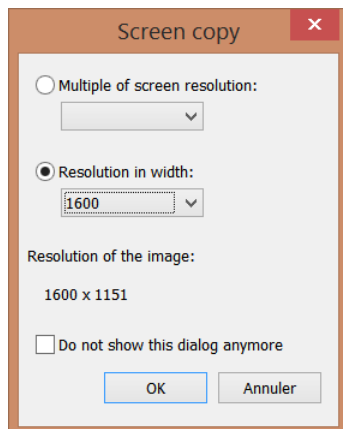 Screen copy
Multiple of screen resolution:
Resolution in width:
1600
Resolution of the image:
1600 x 1151
Do not show this dialog anymore
OK
Annuler